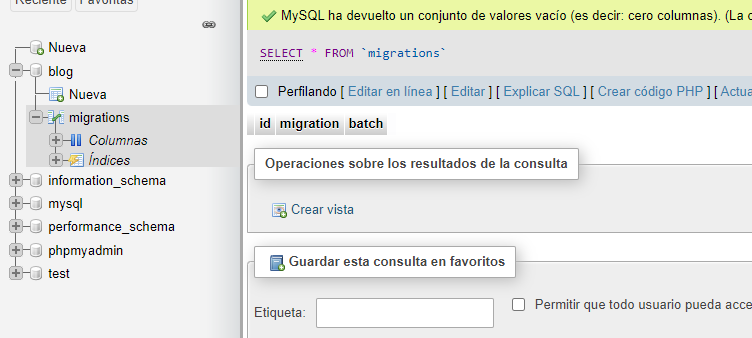 Reciente Favoritas
Nueva
blog
Nueva
migrations
Columnas
Índices
information_schema
mysql
performance_schema
phpmyadmin
test
MySQL ha devuelto un conjunto de valores vacío (es decir: cero columnas). (La
SELECT * FROM `migrations`
Perfilando [ Editar en línea ] [ Editar ] [ Explicar SQL ] [ Crear código PHP ] [ Actua
id migration batch
Operaciones sobre los resultados de la consulta
Crear vista
Guardar esta consulta en favoritos
Etiqueta:
Permitir que todo usuario pueda acce